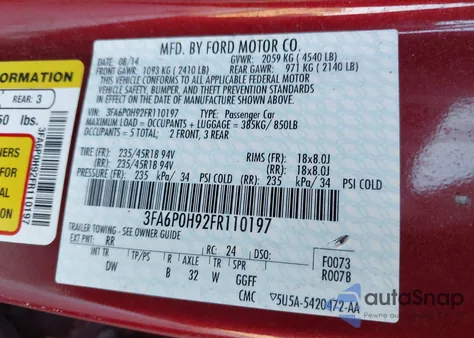 MFD. BY FORD MOTOR CO.
DATE: 08/14 GVWR: 2059 KG ( 4540 LB)
FRONT GAWR: 1093 KG ( 2410 LB) REAR GAWR: 971 KG ( 2140 LB)
THIS VEHICLE CONFORMS TO ALL APPLICABLE FEDERAL MOTOR
VEHICLE SAFETY, BUMPER, AND THEFT PREVENTION STANDARDS
IN EFFECT ON THE DATE OF MANUFACTURE SHOWN ABOVE.
VIN: 3FA6P0H92FR110197 TYPE: Passenger Car
MAXIMUM LOAD = OCCUPANTS + LUGGAGE = 385KG / 850LB
OCCUPANTS = 5 TOTAL: 2 FRONT, 3 REAR
TIRE (FR): 235/45R18 94V RIMS (FR): 18x8.0J
(RR): 235/45R18 94V (RR): 18x8.0J
PRESSURE (FR): 235 kPa/ 34 PSI COLD (RR): 235 kPa/ 34 PSI COLD
3FA6P0H92FR110197
TRAILER TOWING - SEE OWNER GUIDE
EXT PNT: RR RC: 24 DSO: F0073
INT TR TP/PS R AXLE TR SPR R0078
DW B 32 W GGFF
CMC 5U5A-5420472-AA
FORMATION
REAR: 3
lbs.
3FA6P0H92FR110197
autoSnap